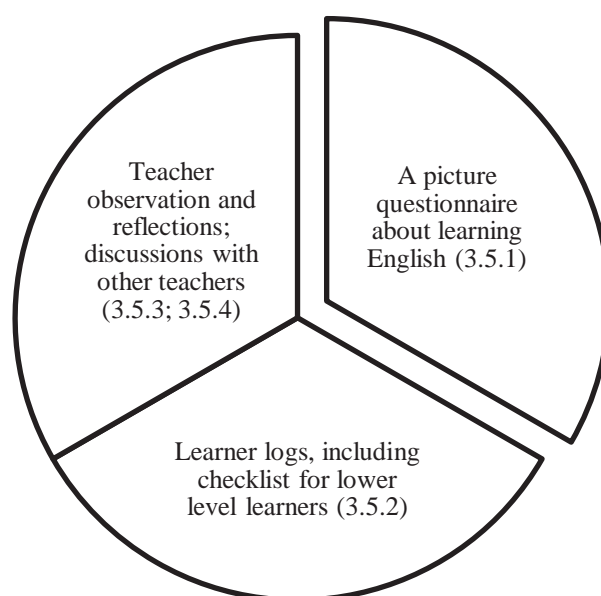 Teacher
observation and
reflections;
discussions with
other teachers
(3.5.3; 3.5.4)
A picture
questionnaire
about learning
English (3.5.1)
Learner logs, including
checklist for lower
level learners (3.5.2)